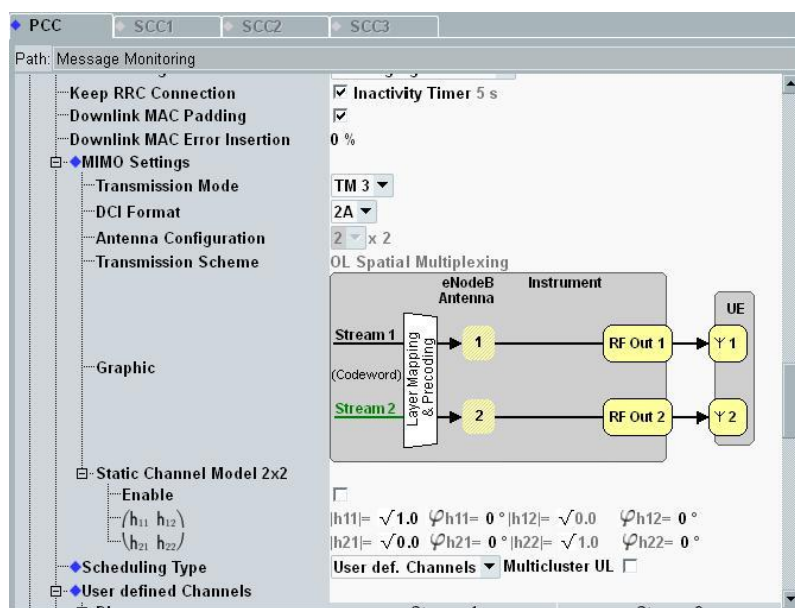 PCC SCC1 SCC2 SCC3
Path: Message Monitoring
Keep RRC Connection Inactivity Timer 5 s
Downlink MAC Padding
Downlink MAC Error Insertion 0 %
MIMO Settings
Transmission Mode TM 3
DCI Format 2A
Antenna Configuration 2 x 2
Transmission Scheme OL Spatial Multiplexing
eNodeB Antenna Instrument
UE
Stream 1 1 RF Out 1 1
Graphic
(Codeword)
Layer Mapping & Precoding
Stream 2 2 RF Out 2 2
Static Channel Model 2x2
Enable
(h11 h12) |h11|= √1.0 φh11= 0 ° |h12|= √0.0 φh12= 0 °
(h21 h22) |h21|= √0.0 φh21= 0 ° |h22|= √1.0 φh22= 0 °
Scheduling Type User def. Channels Multicluster UL
User defined Channels